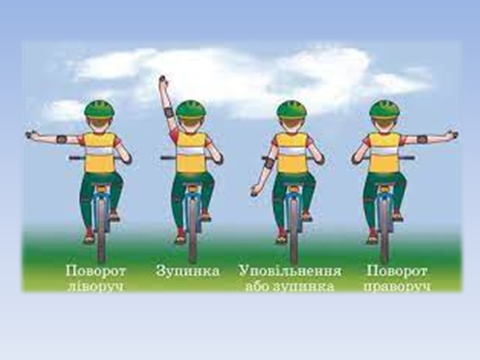 Поворот
ліворуч
Зупинка
Уповільнення
або зупинка
Поворот
праворуч